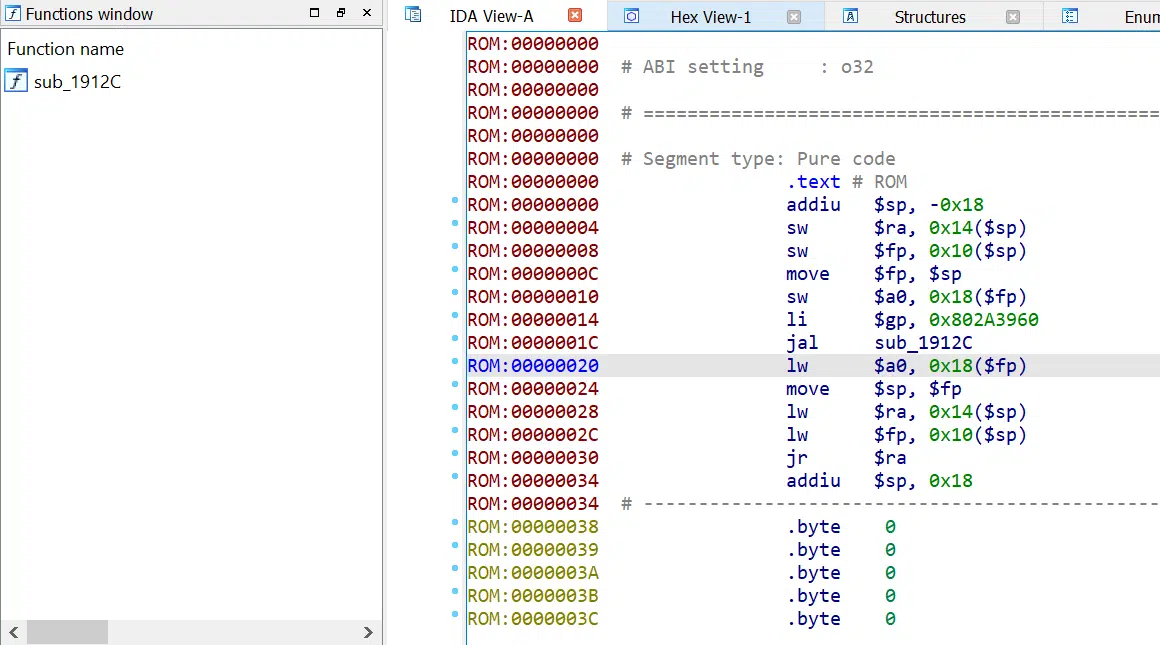 Functions window
Function name
sub_1912C
IDA View-A Hex View-1 Structures Enum
ROM:00000000
ROM:00000000 # ABI setting     : o32
ROM:00000000
ROM:00000000 # ===============================================
ROM:00000000
ROM:00000000 # Segment type: Pure code
ROM:00000000 .text # ROM
ROM:00000000 addiu   $sp, -0x18
ROM:00000004 sw      $ra, 0x14($sp)
ROM:00000008 sw      $fp, 0x10($sp)
ROM:0000000C move    $fp, $sp
ROM:00000010 sw      $a0, 0x18($fp)
ROM:00000014 li      $gp, 0x802A3960
ROM:0000001C jal     sub_1912C
ROM:00000020 lw      $a0, 0x18($fp)
ROM:00000024 move    $sp, $fp
ROM:00000028 lw      $ra, 0x14($sp)
ROM:0000002C lw      $fp, 0x10($sp)
ROM:00000030 jr      $ra
ROM:00000034 addiu   $sp, 0x18
ROM:00000034 # -----------------------------------------------
ROM:00000038 .byte    0
ROM:00000039 .byte    0
ROM:0000003A .byte    0
ROM:0000003B .byte    0
ROM:0000003C .byte    0